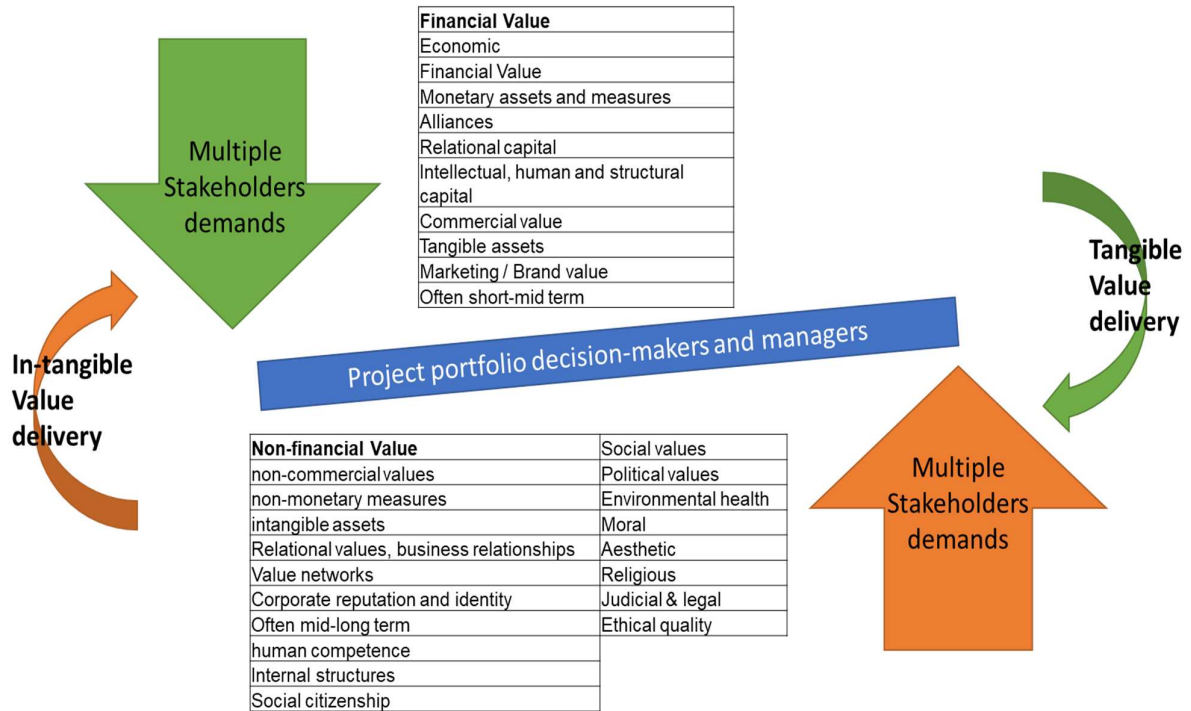 Financial Value
Economic
Financial Value
Monetary assets and measures
Alliances
Relational capital
Intellectual, human and structural
capital
Commercial value
Tangible assets
Marketing / Brand value
Often short-mid term
Multiple
Stakeholders
demands
Tangible
Value
delivery
In-tangible
Value
delivery
Project portfolio decision-makers and managers
Non-financial Value
non-commercial values
non-monetary measures
intangible assets
Relational values, business relationships
Value networks
Corporate reputation and identity
Often mid-long term
human competence
Internal structures
Social citizenship
Social values
Political values
Environmental health
Moral
Aesthetic
Religious
Judicial & legal
Ethical quality
Multiple
Stakeholders
demands